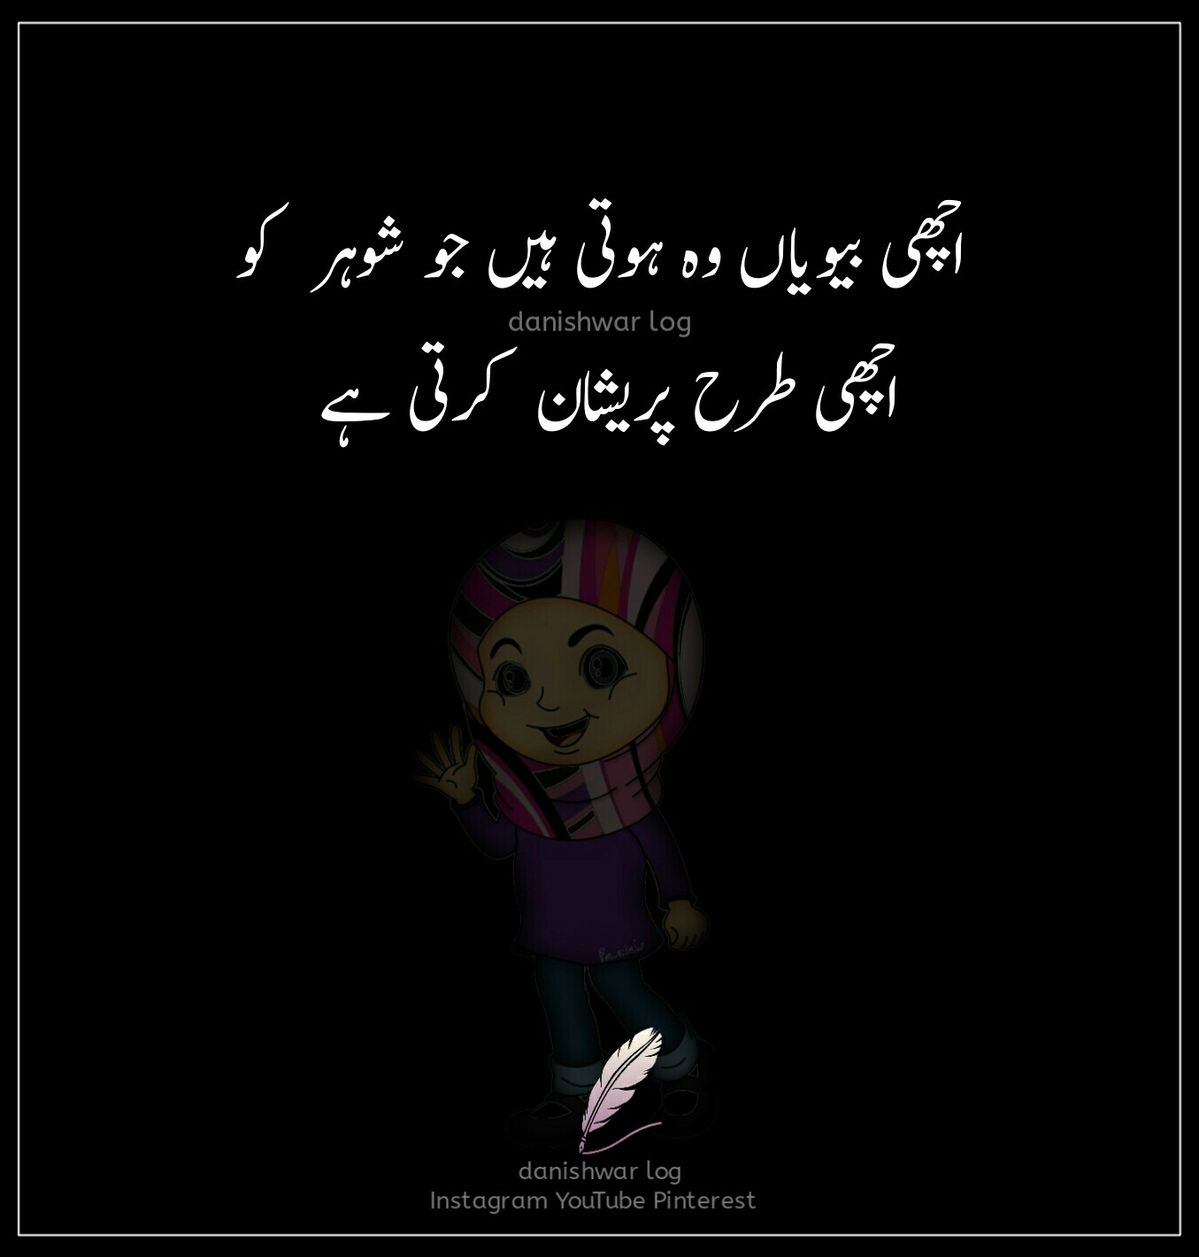 اچھی بیویاں وہ ہوتی ہیں جو شوہر کو
danishwar log
اچھی طرح پریشان کرتی ہے
danishwar log
Instagram YouTube Pinterest